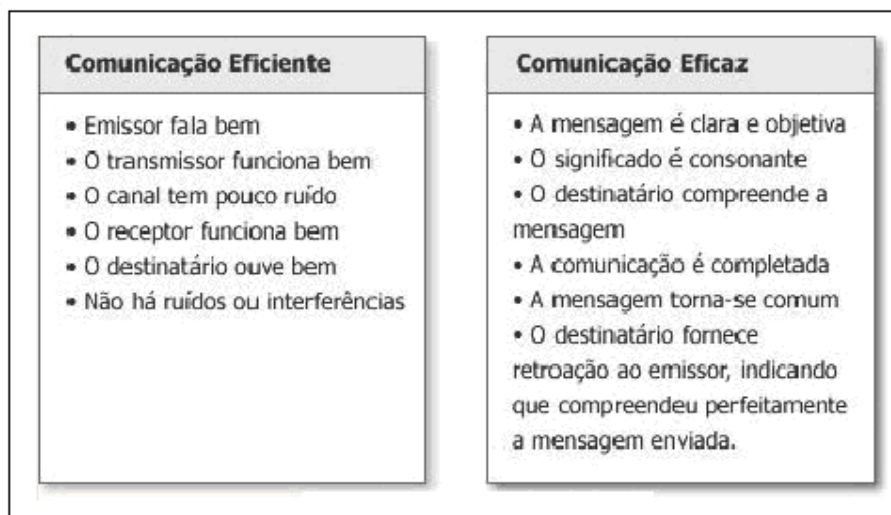 Comunicação Eficiente
• Emissor fala bem
• O transmissor funciona bem
• O canal tem pouco ruído
• O receptor funciona bem
• O destinatário ouve bem
• Não há ruídos ou interferências
Comunicação Eficaz
• A mensagem é clara e objetiva
• O significado é consonante
• O destinatário compreende a
mensagem
• A comunicação é completada
• A mensagem torna-se comum
• O destinatário fornece
retroação ao emissor, indicando
que compreendeu perfeitamente
a mensagem enviada.